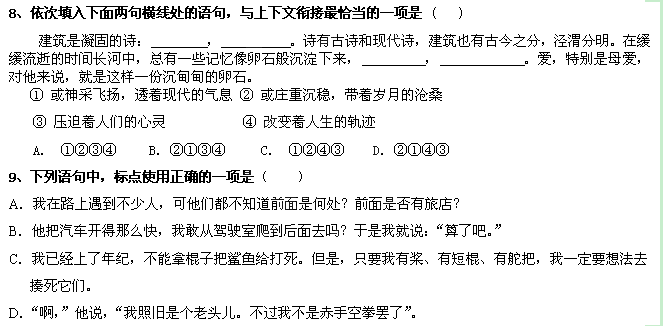 8、依次填入下面两句横线处的语句，与上下文衔接最恰当的一项是 （    ）
建筑是凝固的诗：________，__________。诗有古诗和现代诗，建筑也有古今之分，泾渭分明。在缓
缓流逝的时间长河中，总有一些记忆像卵石般沉淀下来，_________，____________。爱，特别是母爱，
对他来说，就是这样一份沉甸甸的卵石。
① 或神采飞扬，透着现代的气息 ② 或庄重沉稳，带着岁月的沧桑
③ 压迫着人们的心灵 ④ 改变着人生的轨迹
A. ①②③④ B. ②①③④ C. ①②④③ D. ②①④③
9、下列语句中，标点使用正确的一项是（    ）
A. 我在路上遇到不少人，可他们都不知道前面是何处？前面是否有旅店？
B. 他把汽车开得那么快，我敢从驾驶室爬到后面去吗？于是我就说：“算了吧。”
C. 我已经上了年纪，不能拿棍子把鲨鱼给打死。但是，只要我有桨、有短棍、有舵把，我一定要想法去
揍死它们。
D.“啊，”他说，“我照旧是个老头儿。不过我不是赤手空拳罢了”。